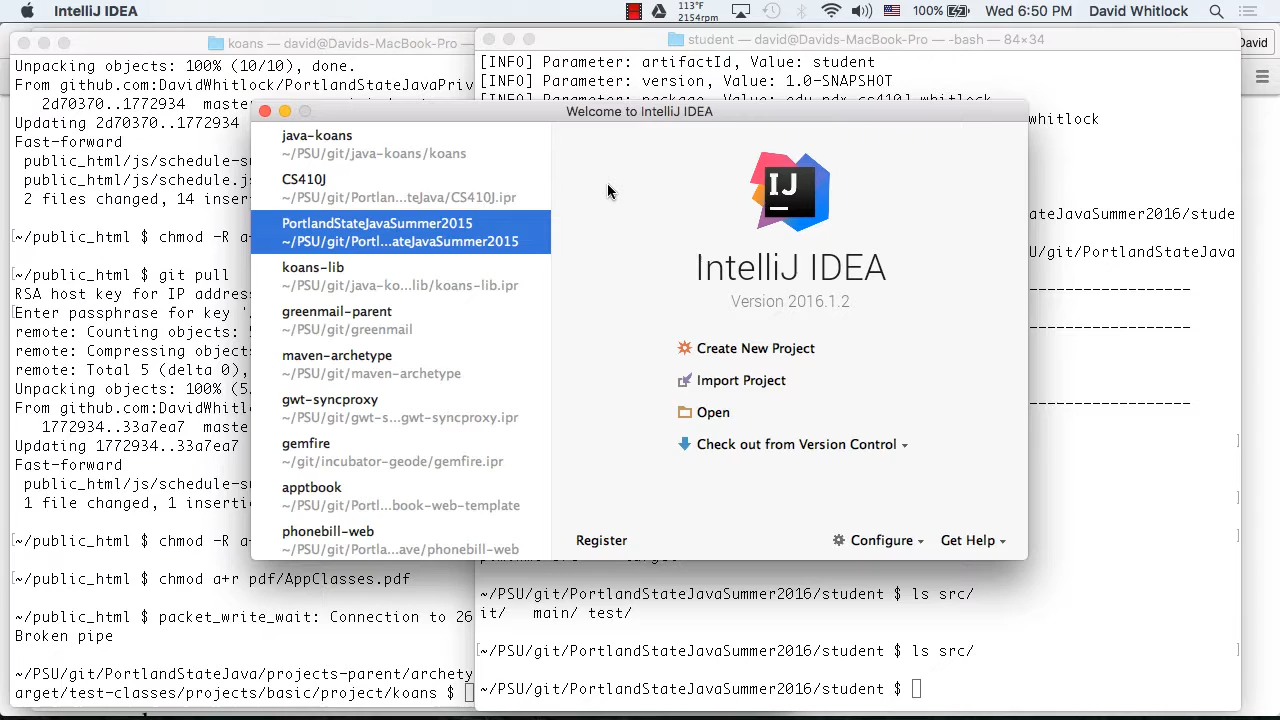 IntelliJ IDEA
113°F
2154rpm
100%
Wed 6:50 PM
David Whitlock
koans — david@Davids-MacBook-Pro —
Unpacking objects: 100% (10/10), done.
From github.com:DavidWhitlock/PortlandStateJavaPriv
2d70370..1772934 mast
Updating 2d70370..1772934
Fast-forward
public_html/js/schedule-su
public_html/js/schedule.js
2 files changed, 14 inser
[~/public_html $ chmod -R a
[~/public_html $ git pull
RSA host key for IP address
[Enter passphrase for key '
remote: Counting objects:
remote: Compressing objects
remote: Total 5 (delta 0),
Unpacking objects: 100% (5
From github.com:DavidWhitlo
1772934..33a7ea7 mast
Updating 1772934..33a7ea7
Fast-forward
public_html/js/schedule-su
1 file changed, 1 inserti
[~/public_html $ chmod -R a
[~/public_html $ chmod a+r pdf/AppClasses.pdf
~/public_html $ packet_write_wait: Connection to 26
Broken pipe
~/PSU/git/PortlandStateJava/projects-parent/archety
arget/test-classes/projects/basic/project/koans $
student — david@Davids-MacBook-Pro — -bash — 84×34
[INFO] Parameter: artifactId, Value: student
[INFO] Parameter: version, Value: 1.0-SNAPSHOT
whitlock
ateJavaSummer2016/stude
/PSU/git/PortlandStateJava
~/PSU/git/PortlandStateJavaSummer2016/student $ ls src/
it/ main/ test/
[~/PSU/git/PortlandStateJavaSummer2016/student $ ls src/
~/PSU/git/PortlandStateJavaSummer2016/student $
David
Welcome to IntelliJ IDEA
java-koans
~/PSU/git/java-koans/koans
CS410J
~/PSU/git/Portlan...teJava/CS410J.ipr
PortlandStateJavaSummer2015
~/PSU/git/Portl...ateJavaSummer2015
koans-lib
~/PSU/git/java-ko...lib/koans-lib.ipr
greenmail-parent
~/PSU/git/greenmail
maven-archetype
~/PSU/git/maven-archetype
gwt-syncproxy
~/PSU/git/gwt-s...gwt-syncproxy.ipr
gemfire
~/git/incubator-geode/gemfire.ipr
apptbook
~/PSU/git/Portl...book-web-template
phonebill-web
~/PSU/git/Portla...ave/phonebill-web
IJ
IntelliJ IDEA
Version 2016.1.2
Create New Project
Import Project
Open
Check out from Version Control
Register
Configure
Get Help